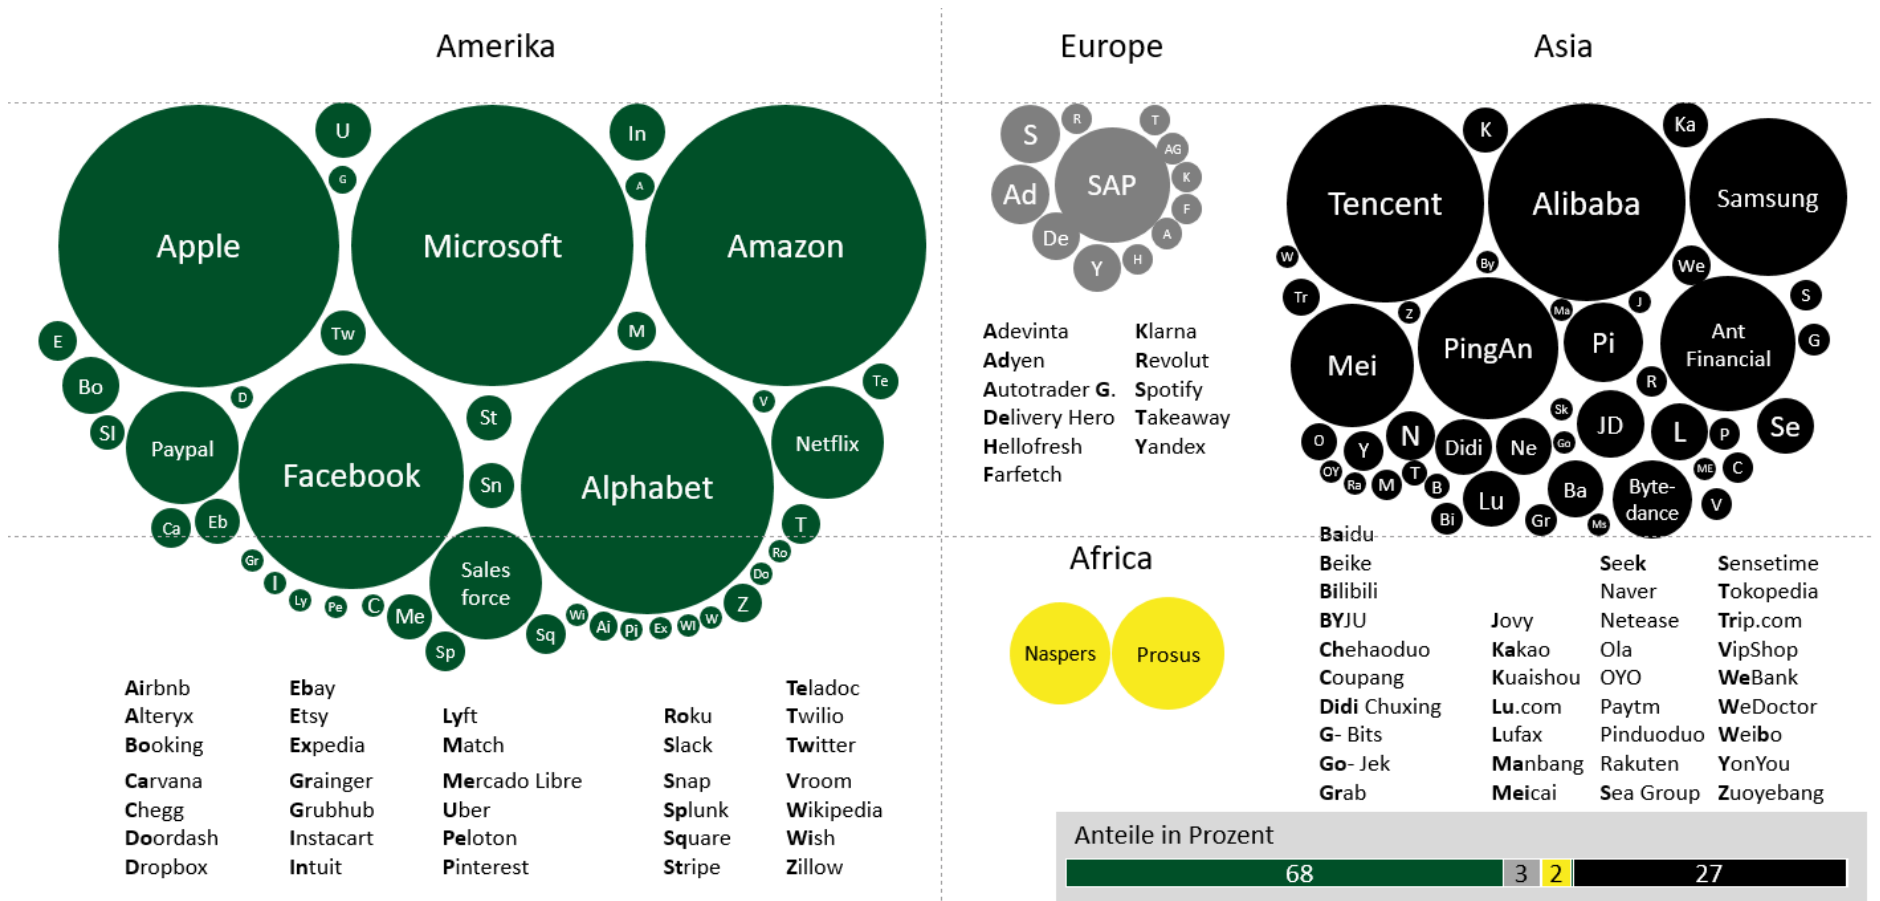 Amerika
Europe
Asia
U
G
In
A
Apple
Microsoft
Amazon
E
Tw
M
Bo
D
Te
V
Sl
St
Paypal
Netflix
Facebook
Sn
Alphabet
Ca
Eb
T
Gr
I
Ly
Pe
C
Me
Sales
force
Sp
Sq
Wi
Ai
Pj
Ex
WI
W
Z
Do
Ro
Airbnb
Alteryx
Booking
Carvana
Chegg
Doordash
Dropbox
Ebay
Etsy
Expedia
Grainger
Grubhub
Instacart
Intuit
Lyft
Match
Mercado Libre
Uber
Peloton
Pinterest
Roku
Slack
Snap
Splunk
Square
Stripe
Teladoc
Twilio
Twitter
Vroom
Wikipedia
Wish
Zillow
S
R
T
AG
K
SAP
Ad
F
De
A
Y
H
Adevinta
Adyen
Autotrader G.
Delivery Hero
Hellofresh
Farfetch
Klarna
Revolut
Spotify
Takeaway
Yandex
Africa
Naspers
Prosus
K
Ka
Tencent
Alibaba
Samsung
W
By
We
Tr
Z
Ma
J
S
Mei
PingAn
Pi
Ant
Financial
G
R
Sk
O
Y
N
Didi
Ne
Go
JD
L
P
Se
OY
Ra
M
T
B
ME
C
Bi
Lu
Gr
Ba
Ms
Byte-
dance
V
Baidu
Beike
Bilibili
BYJU
Chehaoduo
Coupang
Didi Chuxing
G- Bits
Go- Jek
Grab
Jovy
Kakao
Kuaishou
Lu.com
Lufax
Manbang
Meicai
Seek
Naver
Netease
Ola
OYO
Paytm
Pinduoduo
Rakuten
Sea Group
Sensetime
Tokopedia
Trip.com
VipShop
WeBank
WeDoctor
Weibo
YonYou
Zuoyebang
Anteile in Prozent
68
3
2
27